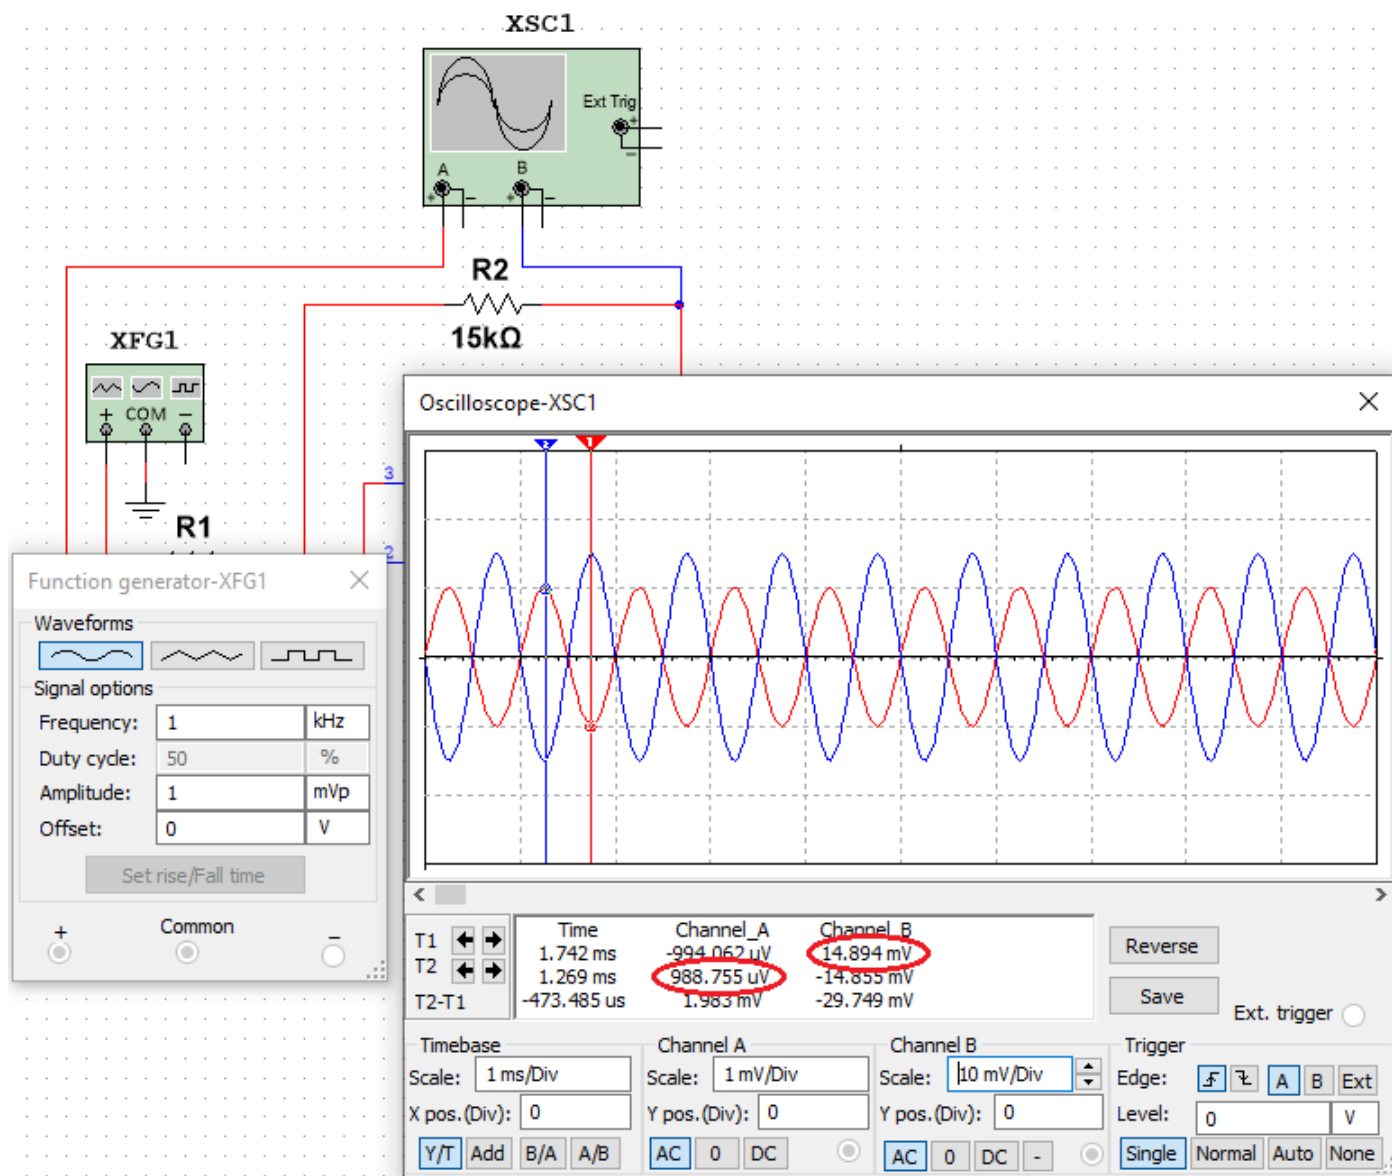 XSC1
Ext Trig
+
–
A
B
+ – + –
R2
15kΩ
XFG1
+ COM –
R1
3
2
Oscilloscope-XSC1
2
1
Function generator-XFG1
Waveforms
Signal options
Frequency: 1 kHz
Duty cycle: 50 %
Amplitude: 1 mVp
Offset: 0 V
Set rise/Fall time
+ Common –
Time Channel_A Channel_B
T1 1.742 ms -994.062 uV 14.894 mV
T2 1.269 ms 988.755 uV -14.855 mV
T2-T1 -473.485 us 1.983 mV -29.749 mV
Reverse
Save
Ext. trigger
Timebase
Scale: 1 ms/Div
X pos.(Div): 0
Y/T Add B/A A/B
Channel A
Scale: 1 mV/Div
Y pos.(Div): 0
AC 0 DC
Channel B
Scale: 10 mV/Div
Y pos.(Div): 0
AC 0 DC -
Trigger
Edge: A B Ext
Level: 0 V
Single Normal Auto None